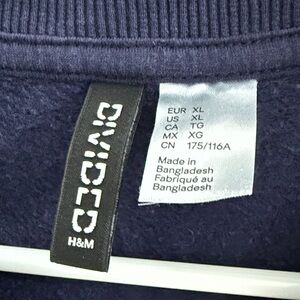 DIVIDED
H&M
EUR XL
US XL
CA TG
MX XG
CN 175/116A
Made in
Bangladesh
Fabriqué au
Bangladesh